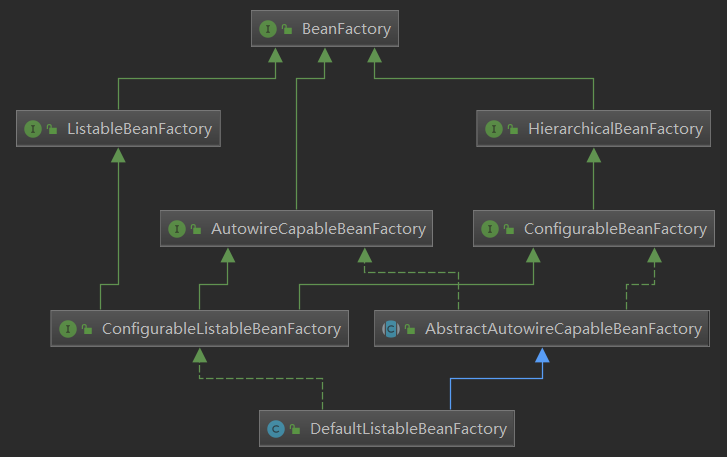 I BeanFactory
I ListableBeanFactory
I HierarchicalBeanFactory
I AutowireCapableBeanFactory
I ConfigurableBeanFactory
I ConfigurableListableBeanFactory
C AbstractAutowireCapableBeanFactory
C DefaultListableBeanFactory